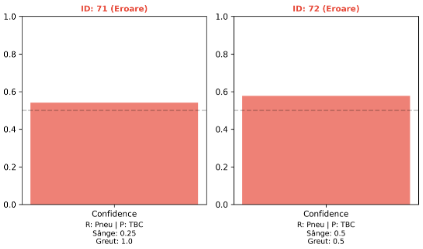 ID: 71 (Eroare)
1.0
0.8
0.6
0.4
0.2
0.0
Confidence
R: Pneu | P: TBC
Sânge: 0.25
Greut: 1.0
ID: 72 (Eroare)
1.0
0.8
0.6
0.4
0.2
0.0
Confidence
R: Pneu | P: TBC
Sânge: 0.5
Greut: 0.5